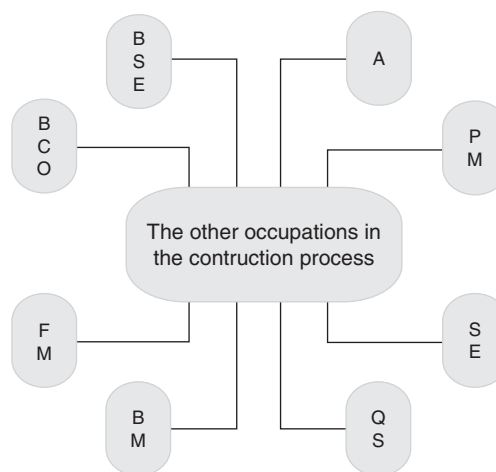 B
S
E
A
B
C
O
P
M
The other occupations in
the contruction process
F
M
S
E
B
M
Q
S